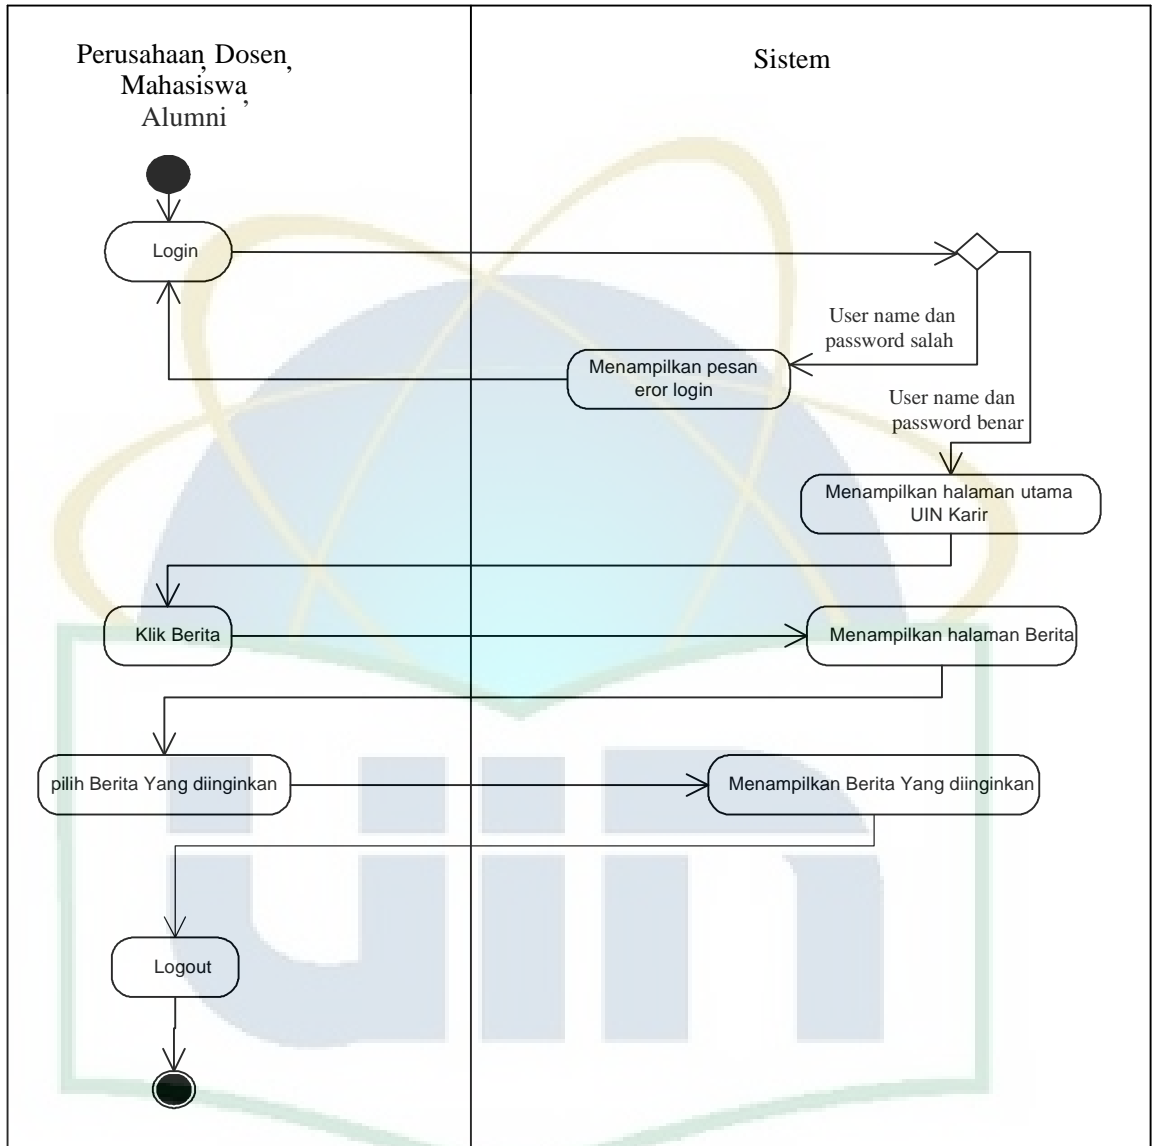 Perusahaan, Dosen,
Mahasiswa,
Alumni
Sistem
Login
User name dan
password salah
Menampilkan pesan
eror login
User name dan
password benar
Menampilkan halaman utama
UIN Karir
Klik Berita
Menampilkan halaman Berita
pilih Berita Yang diinginkan
Menampilkan Berita Yang diinginkan
uin
Logout